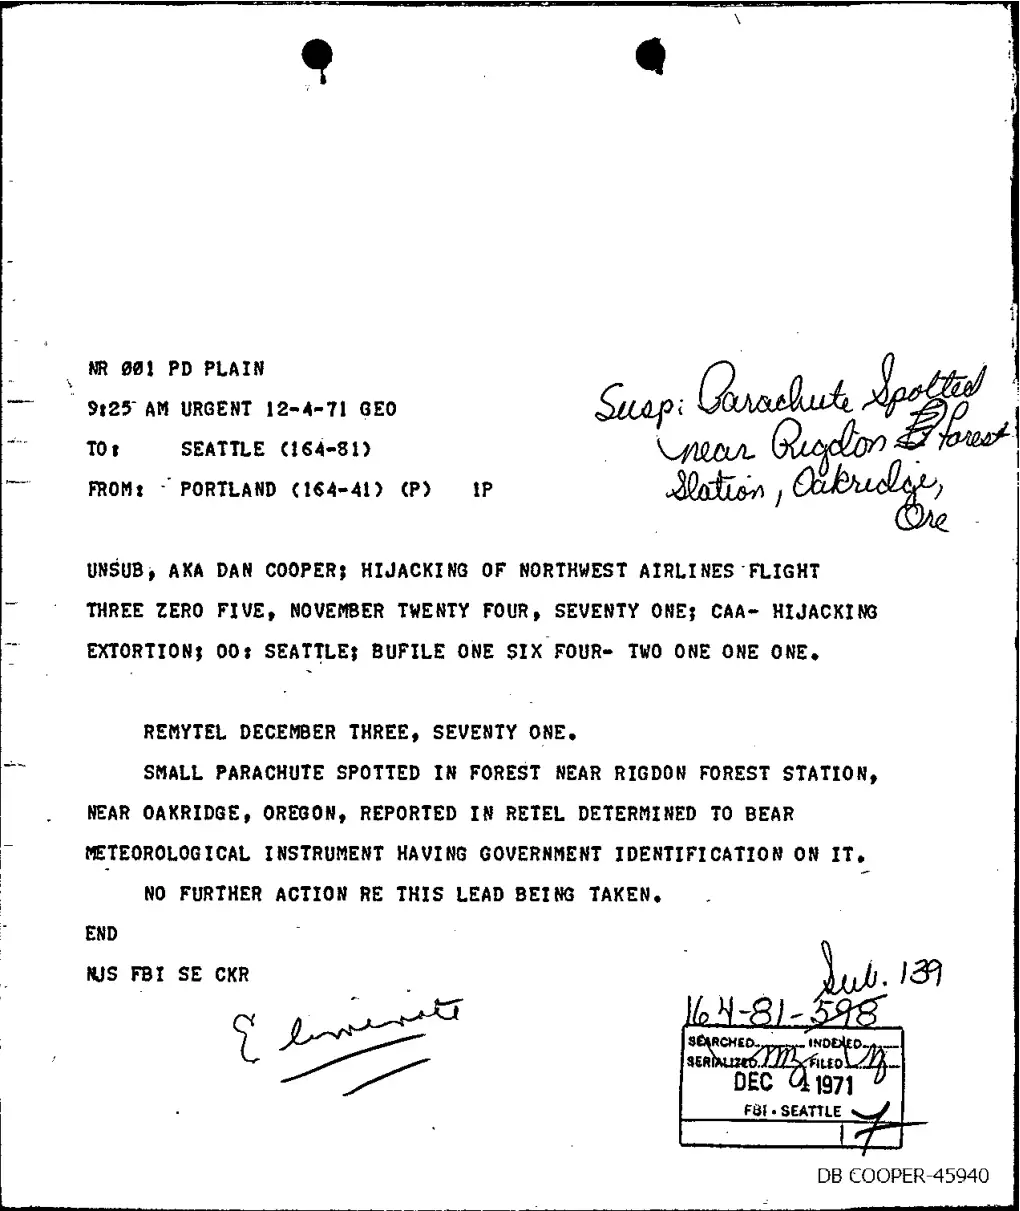 NR 001 PD PLAIN
9:25 AM URGENT 12-4-71 GEO
TO: SEATTLE (164-81)
FROM: PORTLAND (164-41) (P) 1P
Susp: Parachute Spotted
near Rigdon Forest
Station, Oakridge,
Ore
UNSUB, AKA DAN COOPER; HIJACKING OF NORTHWEST AIRLINES FLIGHT
THREE ZERO FIVE, NOVEMBER TWENTY FOUR, SEVENTY ONE; CAA- HIJACKING
EXTORTION; OO: SEATTLE; BUFILE ONE SIX FOUR- TWO ONE ONE ONE.
REMYTEL DECEMBER THREE, SEVENTY ONE.
SMALL PARACHUTE SPOTTED IN FOREST NEAR RIGDON FOREST STATION,
NEAR OAKRIDGE, OREGON, REPORTED IN RETEL DETERMINED TO BEAR
METEOROLOGICAL INSTRUMENT HAVING GOVERNMENT IDENTIFICATION ON IT.
NO FURTHER ACTION RE THIS LEAD BEING TAKEN.
END
NJS FBI SE CKR
Eliminate
Sub. 139
164-81-598
SEARCHED INDEXED
SERIALIZED FILED
DEC 1971
FBI - SEATTLE
DB COOPER-45940